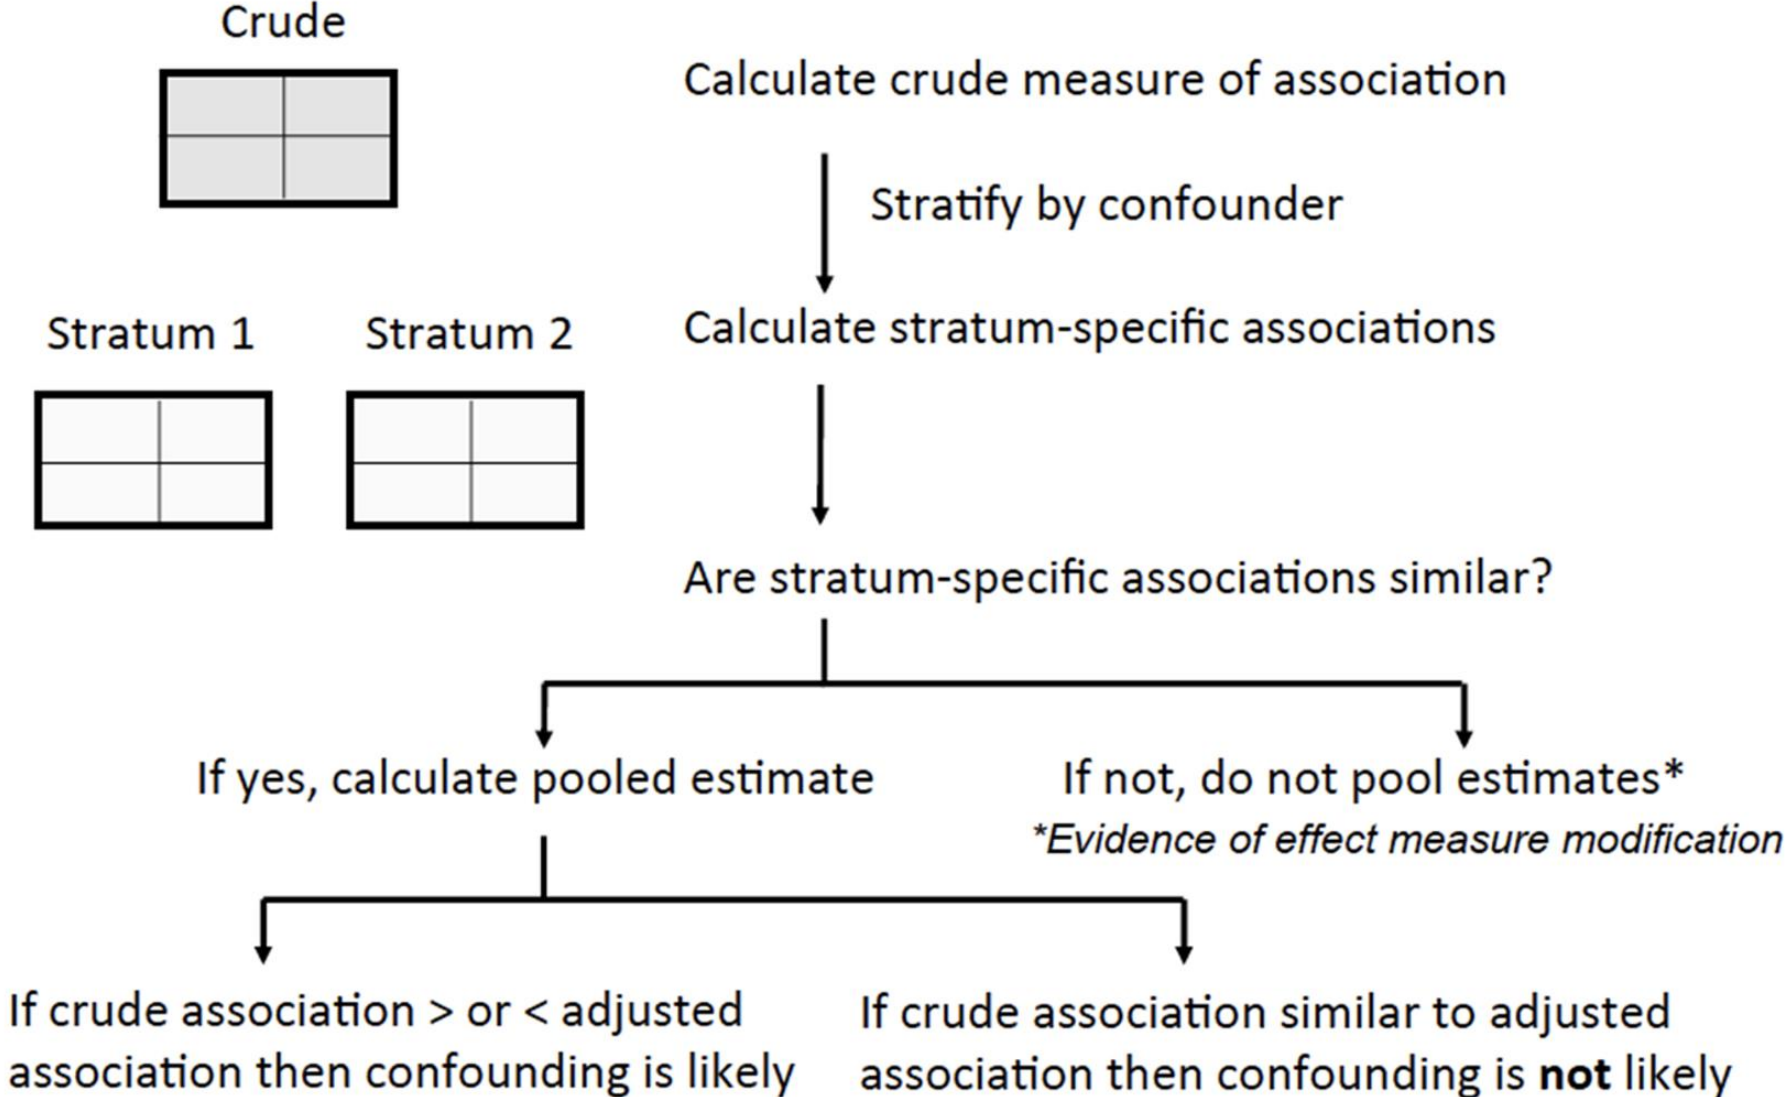 Crude
Calculate crude measure of association
Stratify by confounder
Stratum 1
Stratum 2
Calculate stratum-specific associations
Are stratum-specific associations similar?
If yes, calculate pooled estimate
If not, do not pool estimates*
*Evidence of effect measure modification
If crude association > or < adjusted
association then confounding is likely
If crude association similar to adjusted
association then confounding is not likely